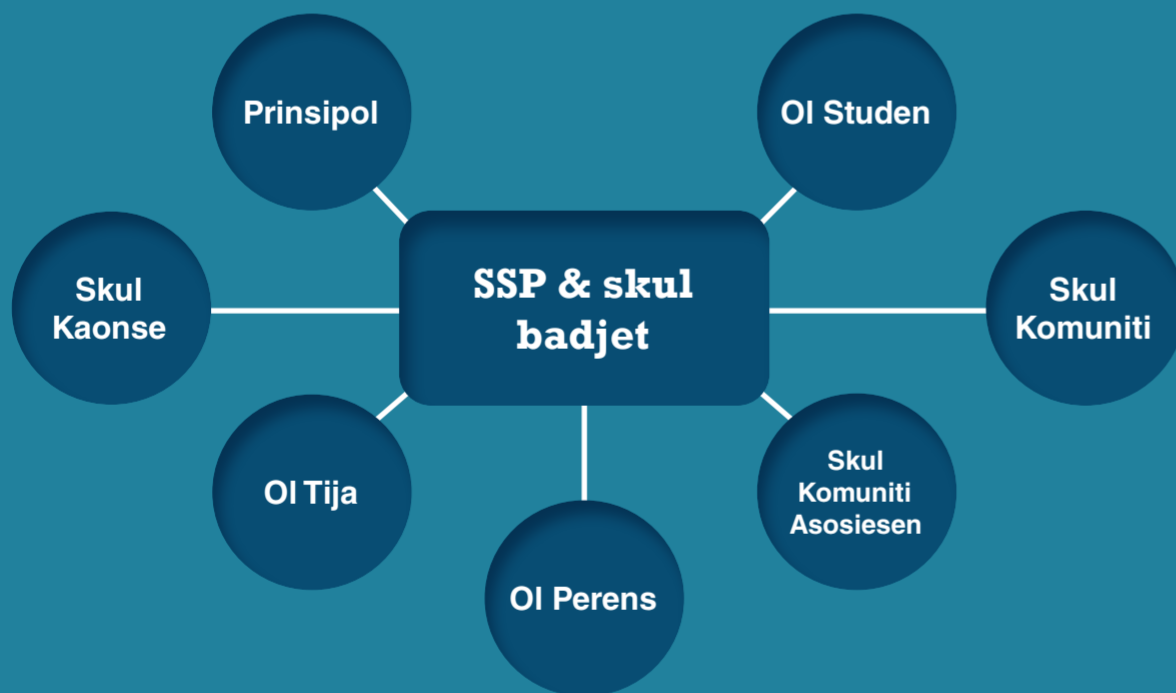 Prinsipol
Ol Studen
SSP & skul
badjet
Skul
Kaonse
Skul
Komuniti
Ol Tija
Skul
Komuniti
Asosiesen
Ol Perens